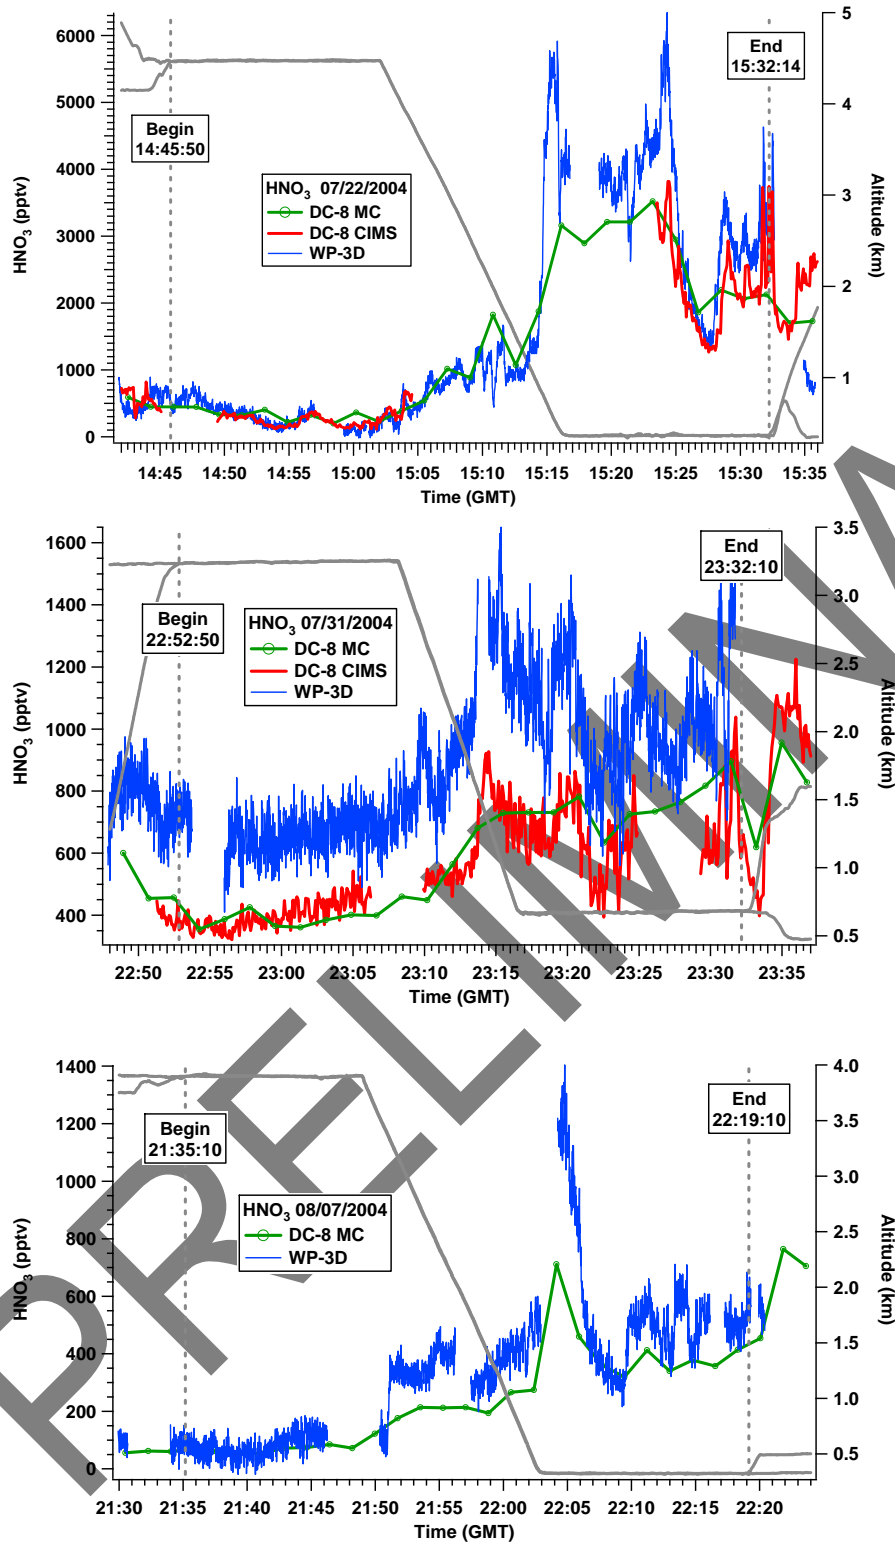 6000
5000
4000
3000
2000
1000
0
HNO3 (pptv)
5
4
3
2
1
Altitude (km)
Begin
14:45:50
End
15:32:14
HNO3 07/22/2004
DC-8 MC
DC-8 CIMS
WP-3D
14:45 14:50 14:55 15:00 15:05 15:10 15:15 15:20 15:25 15:30 15:35
Time (GMT)
1600
1400
1200
1000
800
600
400
HNO3 (pptv)
3.5
3.0
2.5
2.0
1.5
1.0
0.5
Altitude (km)
Begin
22:52:50
End
23:32:10
HNO3 07/31/2004
DC-8 MC
DC-8 CIMS
WP-3D
22:50 22:55 23:00 23:05 23:10 23:15 23:20 23:25 23:30 23:35
Time (GMT)
1400
1200
1000
800
600
400
200
0
HNO3 (pptv)
4.0
3.5
3.0
2.5
2.0
1.5
1.0
0.5
Altitude (km)
Begin
21:35:10
End
22:19:10
HNO3 08/07/2004
DC-8 MC
WP-3D
21:30 21:35 21:40 21:45 21:50 21:55 22:00 22:05 22:10 22:15 22:20
Time (GMT)